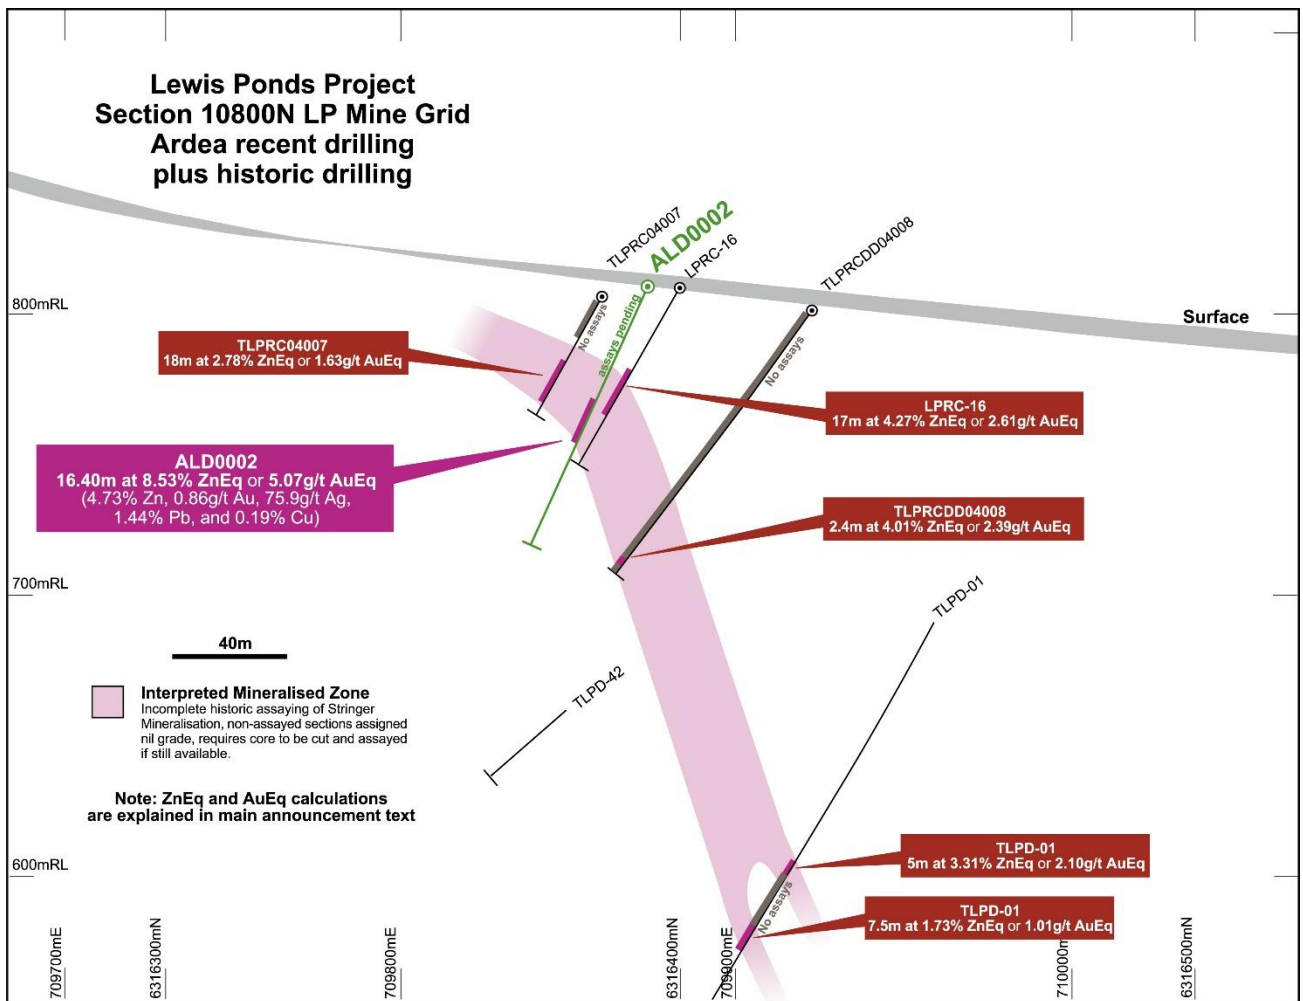 Lewis Ponds Project
Section 10800N LP Mine Grid
Ardea recent drilling
plus historic drilling
TLPRC04007
ALD0002
LPRC-16
TLPRCDD04008
800mRL
Surface
No assays
assays pending
No assays
TLPRC04007
18m at 2.78% ZnEq or 1.63g/t AuEq
LPRC-16
17m at 4.27% ZnEq or 2.61g/t AuEq
ALD0002
16.40m at 8.53% ZnEq or 5.07g/t AuEq
(4.73% Zn, 0.86g/t Au, 75.9g/t Ag,
1.44% Pb, and 0.19% Cu)
TLPRCDD04008
2.4m at 4.01% ZnEq or 2.39g/t AuEq
700mRL
TLPD-01
40m
TLPD-42
Interpreted Mineralised Zone
Incomplete historic assaying of Stringer
Mineralisation, non-assayed sections assigned
nil grade, requires core to be cut and assayed
if still available.
Note: ZnEq and AuEq calculations
are explained in main announcement text
TLPD-01
5m at 3.31% ZnEq or 2.10g/t AuEq
600mRL
No assays
TLPD-01
7.5m at 1.73% ZnEq or 1.01g/t AuEq
709700mE
6316300mN
709800mE
6316400mN
709900mE
710000m
6316500mN